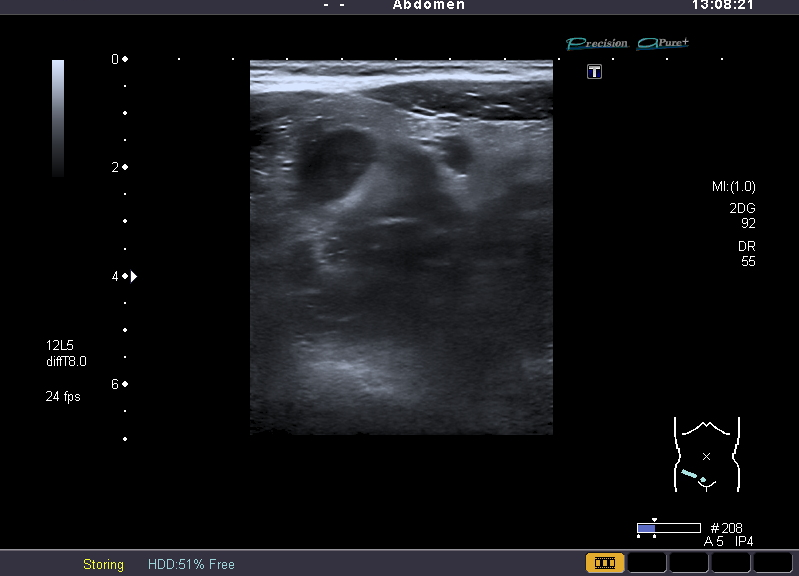 - -   Abdomen   13:08:21
Precision   aPure+
T
0
2
4
6
MI:(1.0)
2DG
92
DR
55
12L5
diffT8.0
24 fps
#208
A 5   IP4
Storing   HDD:51% Free